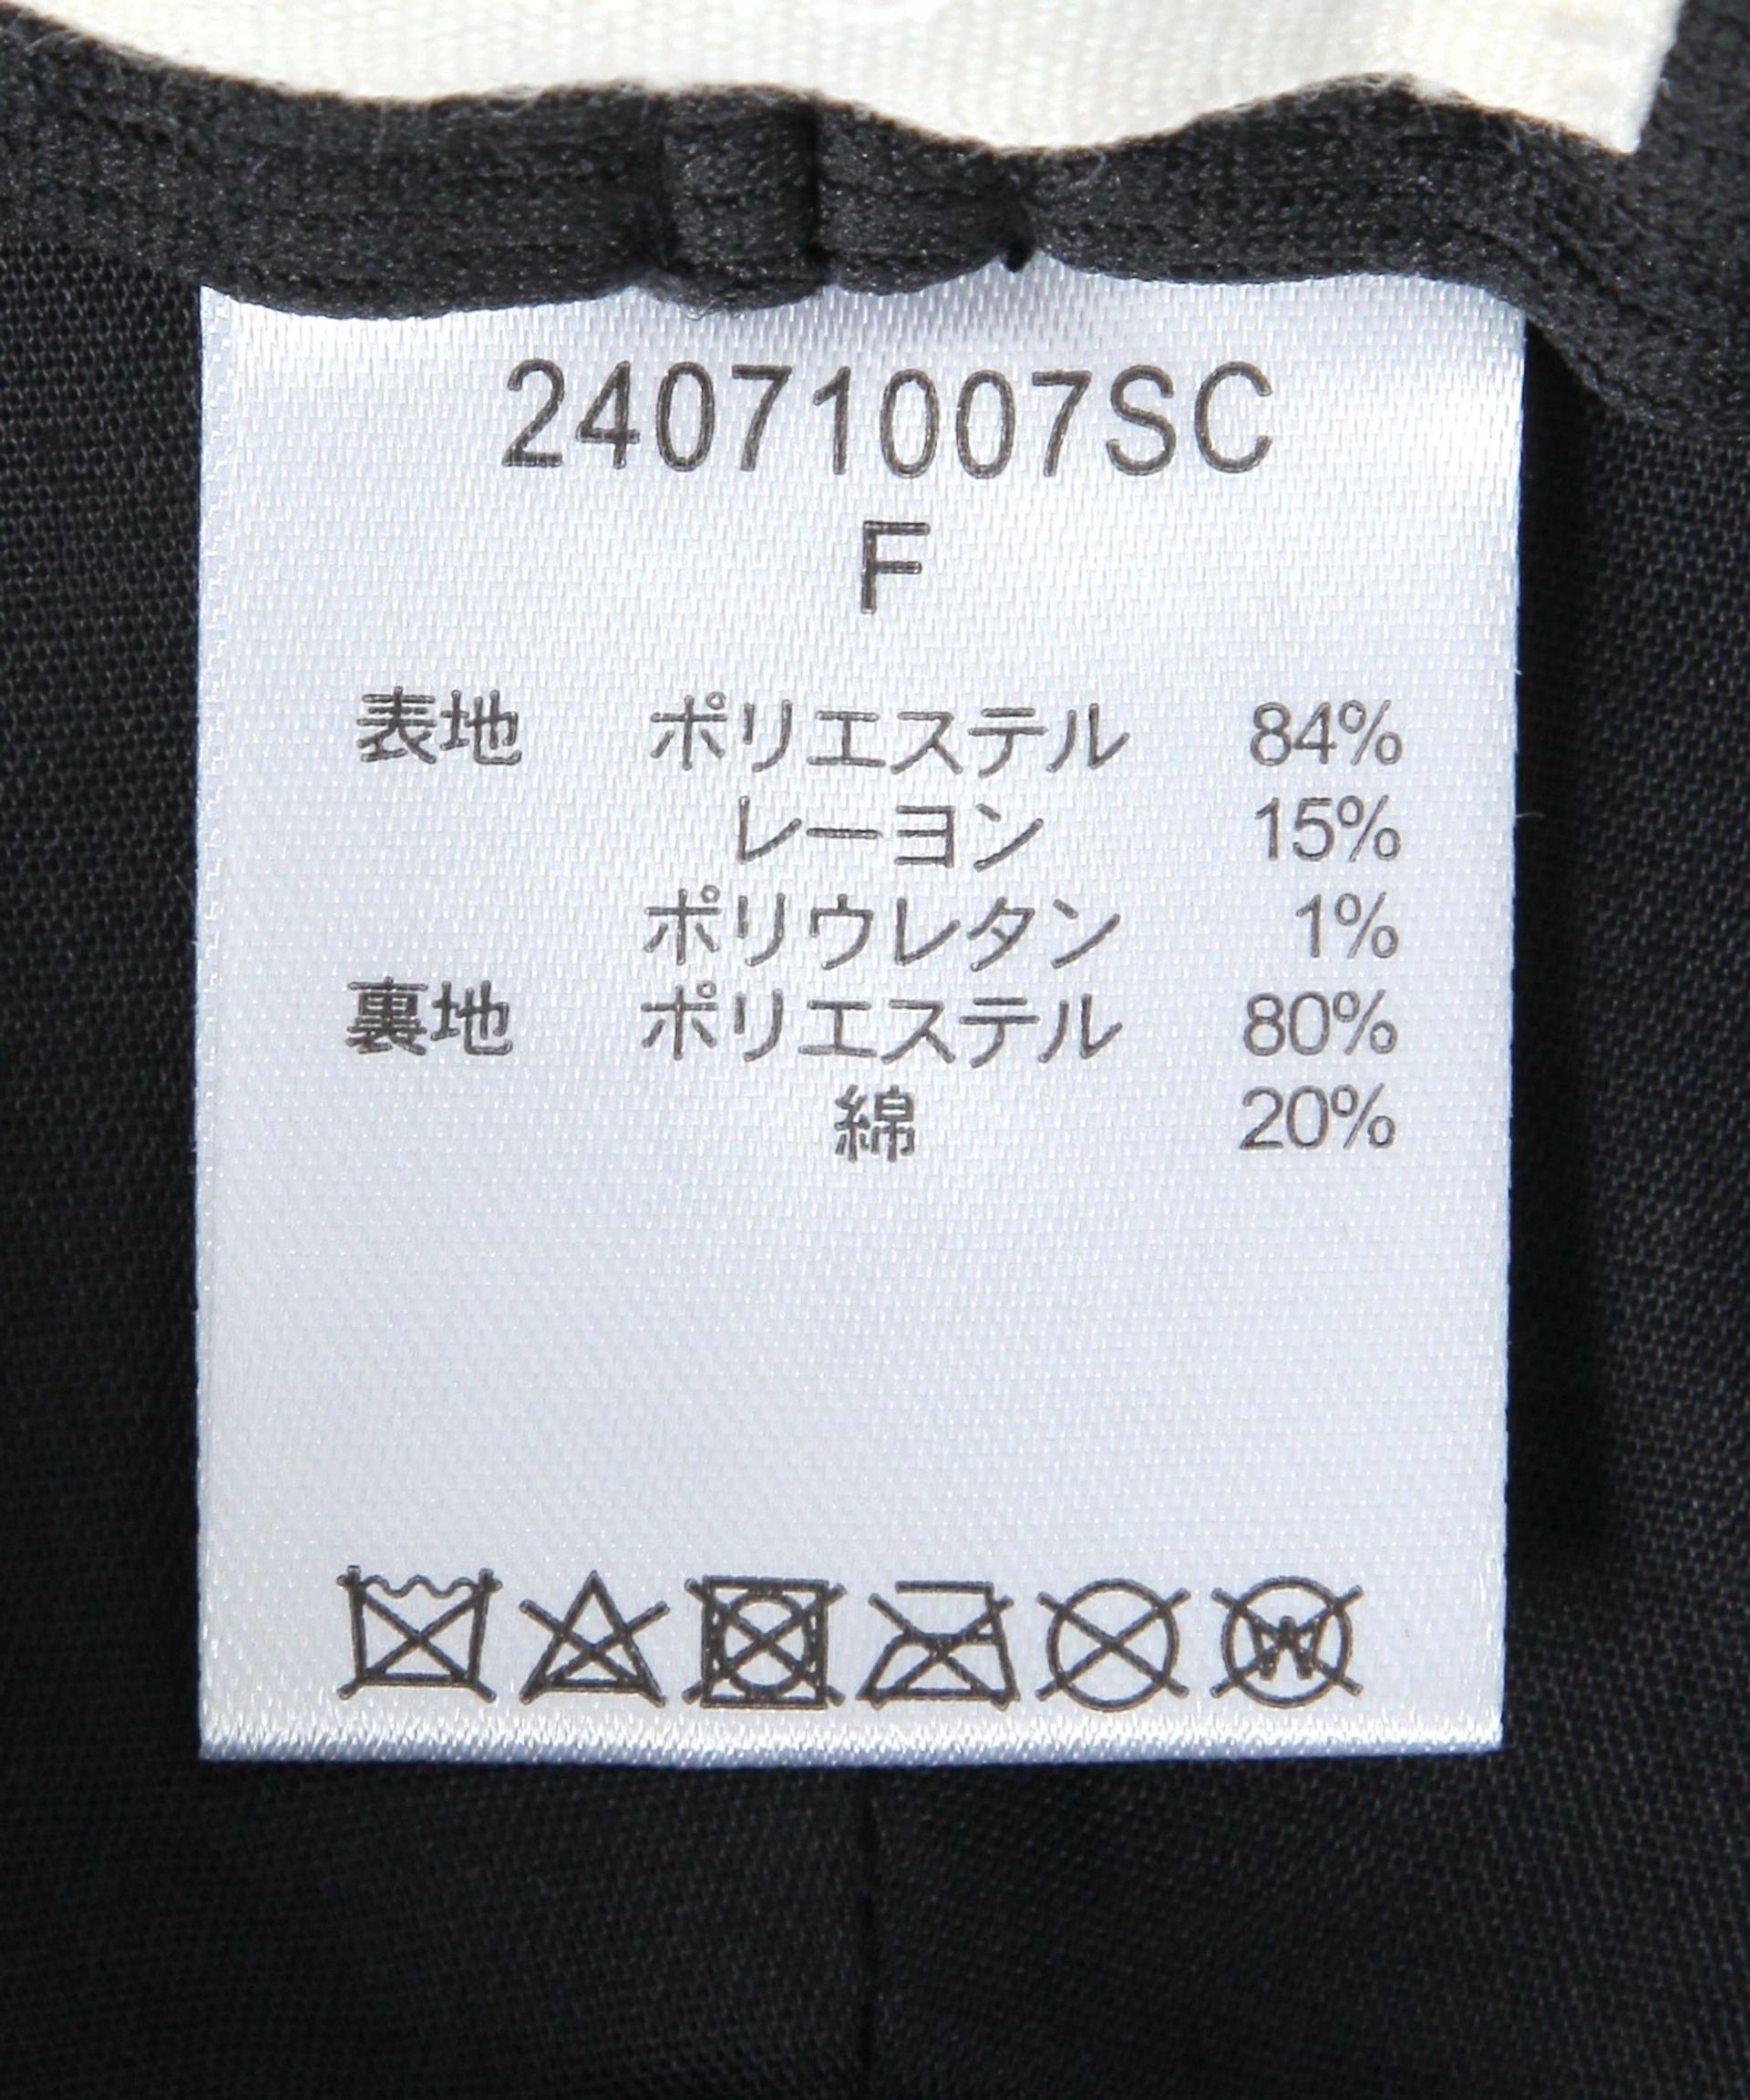 24071007SC
F
表地 ポリエステル 84%
レーヨン 15%
ポリウレタン 1%
裏地 ポリエステル 80%
綿 20%
W